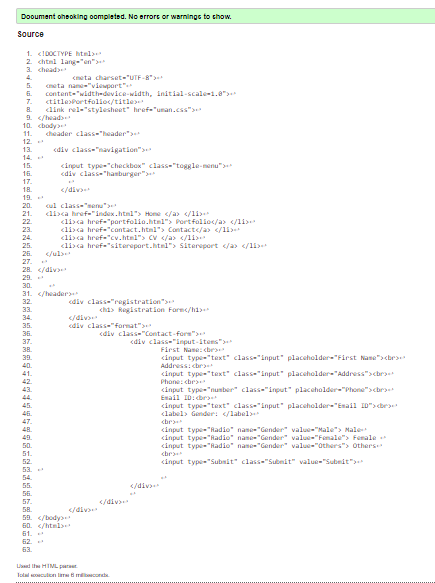 Document checking completed. No errors or warnings to show.
Source
1. <!DOCTYPE html>↩
2. <html lang="en">↩
3. <head>↩
4. <meta charset="UTF-8">↩
5. <meta name="viewport"↩
6. content="width=device-width, initial-scale=1.0">↩
7. <title>Portfolio</title>↩
8. <link rel="stylesheet" href="uman.css">↩
9. </head>↩
10. <body>↩
11. <header class="header">↩
12. ↩
13. <div class="navigation">↩
14. ↩
15. <input type="checkbox" class="toggle-menu">↩
16. <div class="hamburger">↩
17. ↩
18. </div>↩
19. ↩
20. <ul class="menu">↩
21. <li><a href="index.html"> Home </a> </li>↩
22. <li><a href="portfolio.html"> Portfolio</a> </li>↩
23. <li><a href="contact.html"> Contact</a> </li>↩
24. <li><a href="cv.html"> CV </a> </li>↩
25. <li><a href="sitereport.html"> Sitereport </a> </li>↩
26. </ul>↩
27. ↩
28. </div>↩
29. ↩
30. ↩
31. </header>↩
32. <div class="registration">↩
33. <h1> Registration Form</h1>↩
34. </div>↩
35. <div class="format">↩
36. <div class="Contact-form">↩
37. <div class="input-items">↩
38. First Name:<br>↩
39. <input type="text" class="input" placeholder="First Name"><br>↩
40. Address:<br>↩
41. <input type="text" class="input" placeholder="Address"><br>↩
42. Phone:<br>↩
43. <input type="number" class="input" placeholder="Phone"><br>↩
44. Email ID:<br>↩
45. <input type="text" class="input" placeholder="Email ID"><br>↩
46. <label> Gender: </label>↩
47. <br>↩
48. <input type="Radio" name="Gender" value="Male"> Male↩
49. <input type="Radio" name="Gender" value="Female"> Female ↩
50. <input type="Radio" name="Gender" value="Others"> Others↩
51. <br>↩
52. <input type="Submit" class="Submit" value="Submit">↩
53. ↩
54. ↩
55. </div>↩
56. ↩
57. </div>↩
58. </div>↩
59. </body>↩
60. </html>↩
61. ↩
62. ↩
63.
Used the HTML parser.
Total execution time 6 milliseconds.